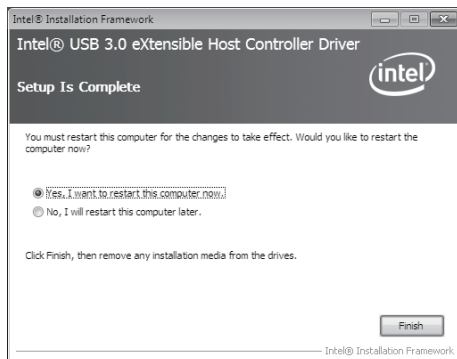 Intel® Installation Framework
Intel® USB 3.0 eXtensible Host Controller Driver
intel
Setup Is Complete
You must restart this computer for the changes to take effect. Would you like to restart the
computer now?
Yes, I want to restart this computer now.
No, I will restart this computer later.
Click Finish, then remove any installation media from the drives.
Finish
Intel® Installation Framework